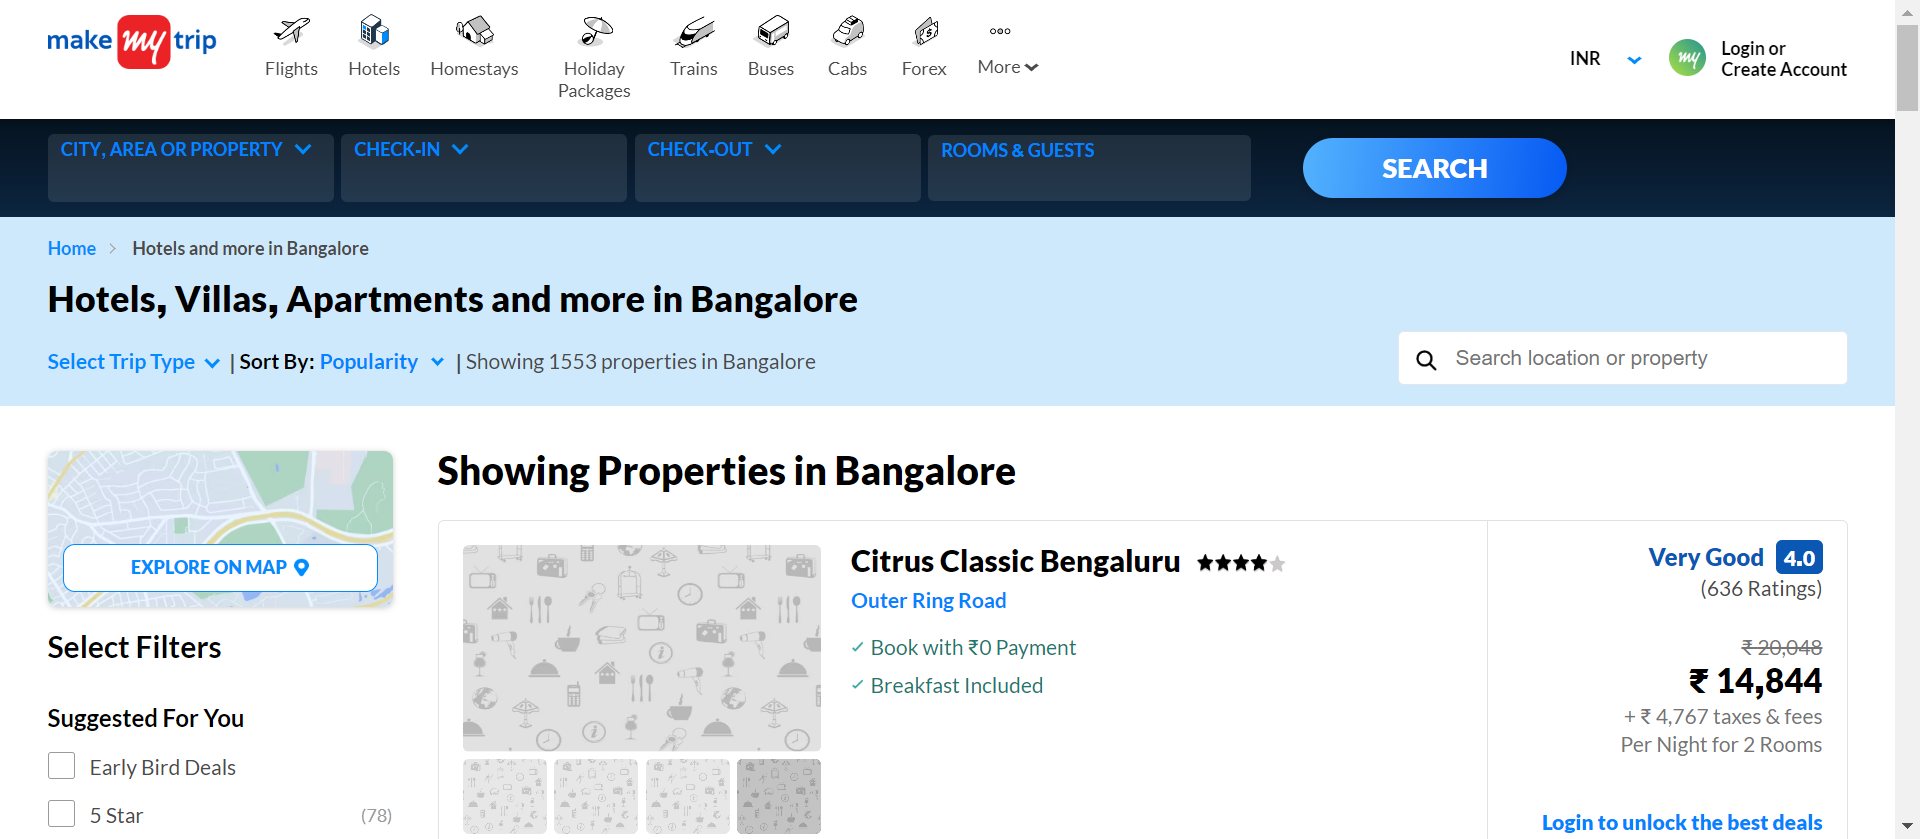 make my trip
Flights
Hotels
Homestays
Holiday
Packages
Trains
Buses
Cabs
Forex
More
INR
my
Login or
Create Account
CITY, AREA OR PROPERTY
CHECK-IN
CHECK-OUT
ROOMS & GUESTS
SEARCH
Home
Hotels and more in Bangalore
Hotels, Villas, Apartments and more in Bangalore
Select Trip Type | Sort By: Popularity | Showing 1553 properties in Bangalore
Search location or property
EXPLORE ON MAP
Select Filters
Suggested For You
Early Bird Deals
5 Star (78)
Showing Properties in Bangalore
Citrus Classic Bengaluru
Outer Ring Road
Book with ₹0 Payment
Breakfast Included
Very Good 4.0
(636 Ratings)
₹ 20,048
₹ 14,844
+ ₹ 4,767 taxes & fees
Per Night for 2 Rooms
Login to unlock the best deals